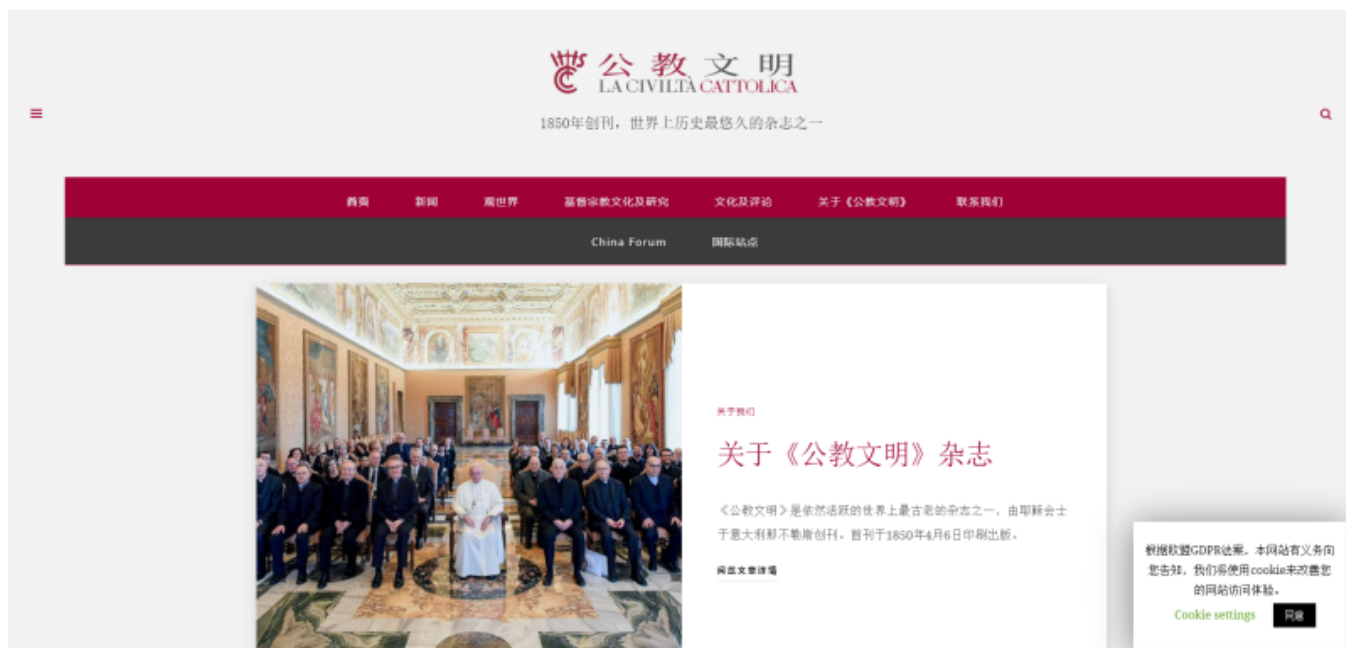 公教文明
LA CIVILTÀ CATTOLICA
1850年创刊，世界上历史最悠久的杂志之一
首页 新闻 观世界 基督宗教文化及研究 文化及评论 关于《公教文明》 联系我们
China Forum 国际站点
关于我们
关于《公教文明》杂志
《公教文明》是依然活跃的世界上最古老的杂志之一，由耶稣会士
于意大利那不勒斯创刊。首刊于1850年4月6日印刷出版。
阅览文章详情
根据欧盟GDPR法案，本网站有义务向
您告知，我们将使用cookie来改善您
的网站访问体验。
Cookie settings 同意